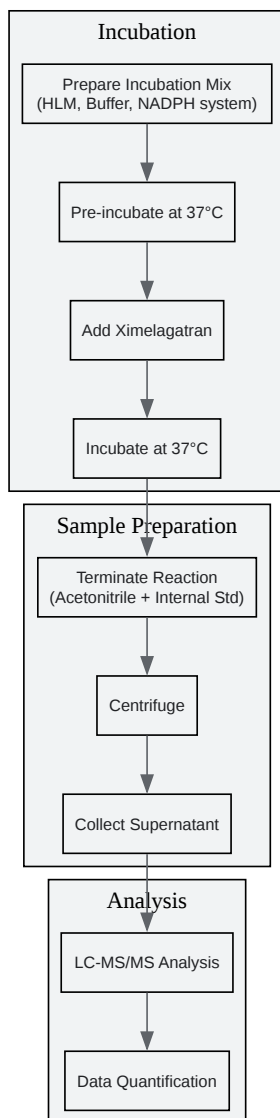 Incubation
Prepare Incubation Mix
(HLM, Buffer, NADPH system)
Pre-incubate at 37°C
Add Ximelagatran
Incubate at 37°C
Sample Preparation
Terminate Reaction
(Acetonitrile + Internal Std)
Centrifuge
Collect Supernatant
Analysis
LC-MS/MS Analysis
Data Quantification